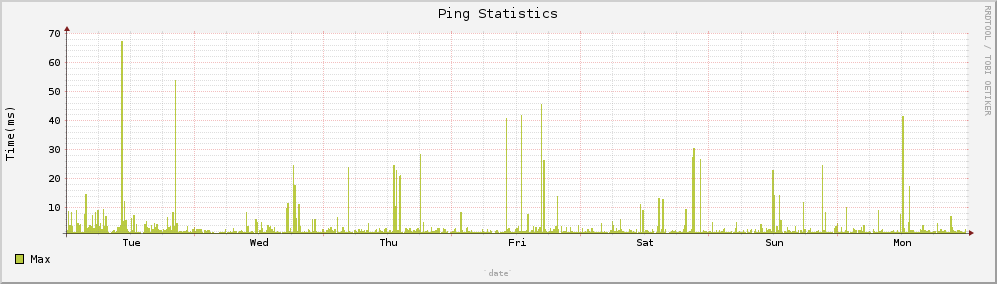 Ping Statistics
RRDTOOL / TOBI OETIKER
Time(ms)
70
60
50
40
30
20
10
Tue Wed Thu Fri Sat Sun Mon
Max
`date`